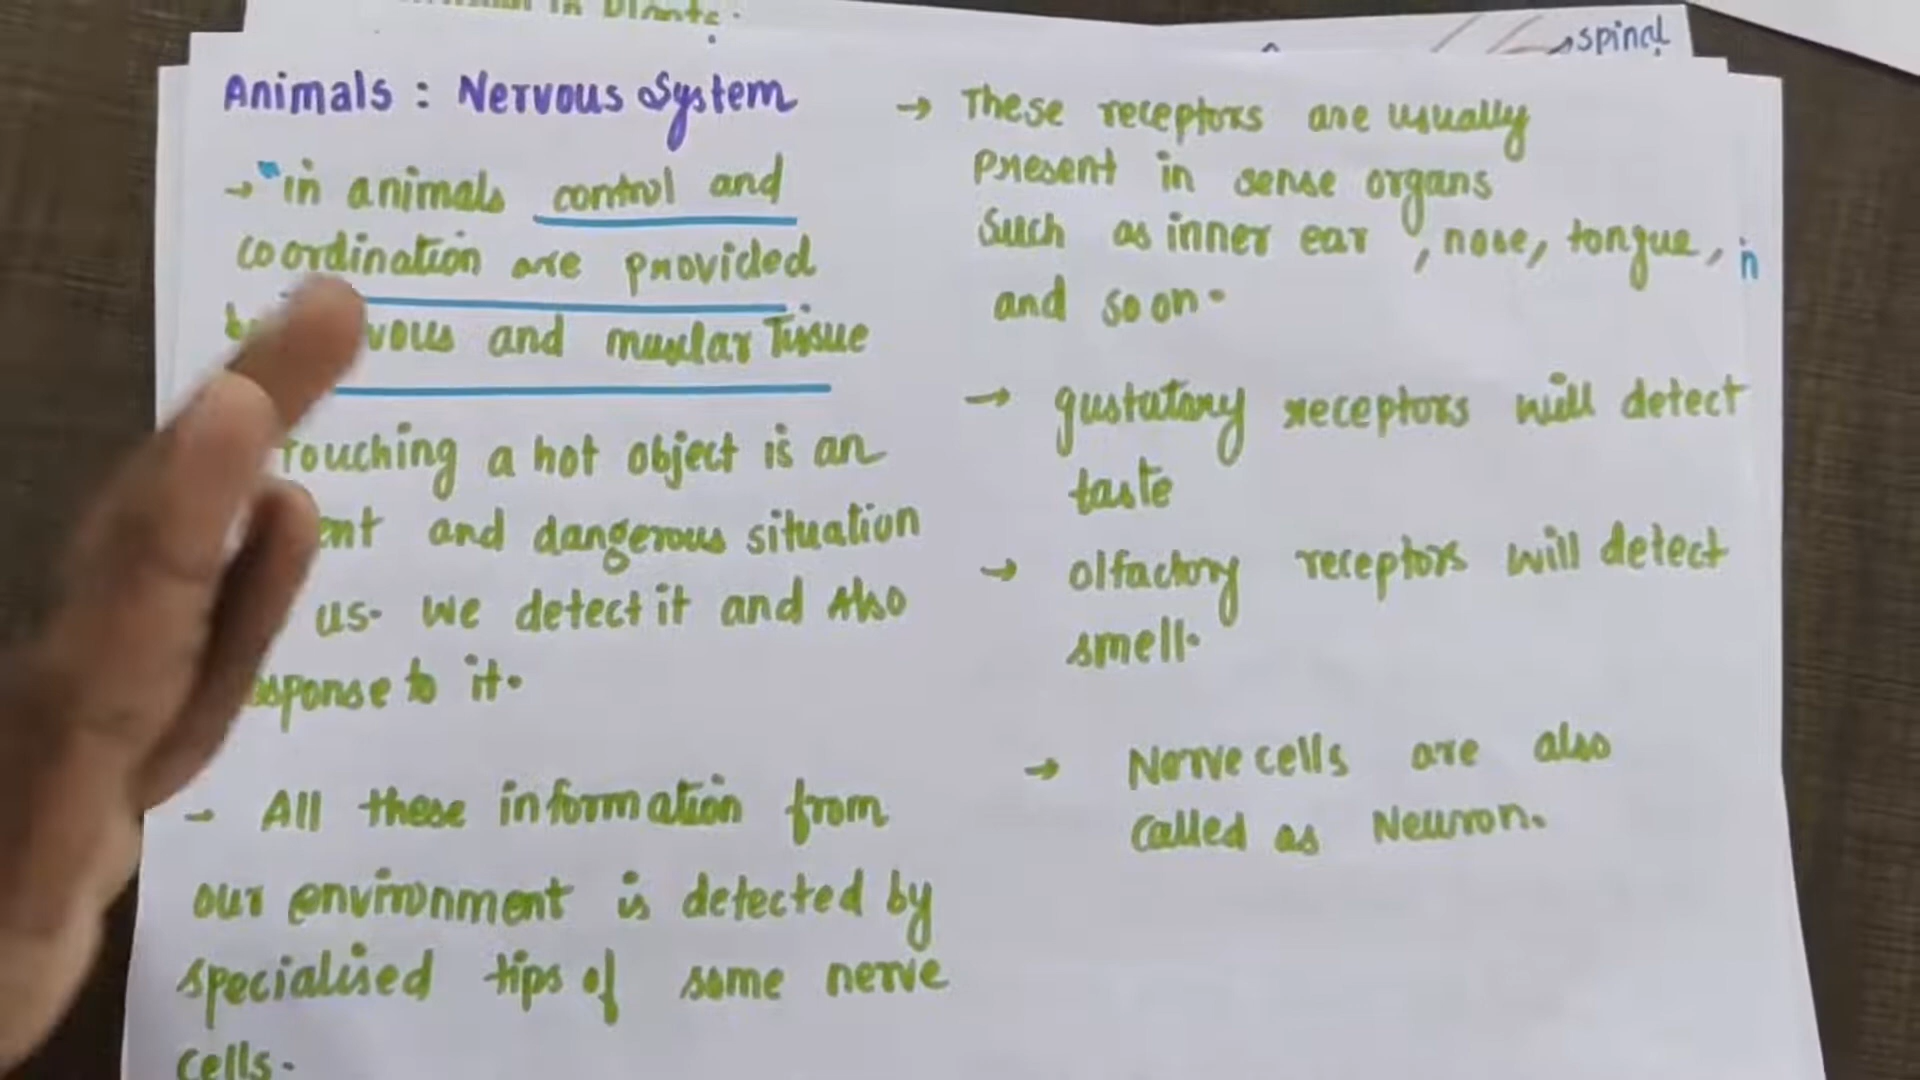 Animals : Nervous System
→ in animals control and
coordination are provided
and muscular Tissue
Touching a hot object is an
and dangerous situation
us. we detect it and also
to it.
- All these information from
our environment is detected by
specialised tips of some nerve
cells.
→ These receptors are usually
present in sense organs
Such as inner ear, nose, tongue,
and so on.
→ gustatory receptors will detect
taste
→ olfactory receptors will detect
smell.
→ Nerve cells are also
called as Neuron.
spinal